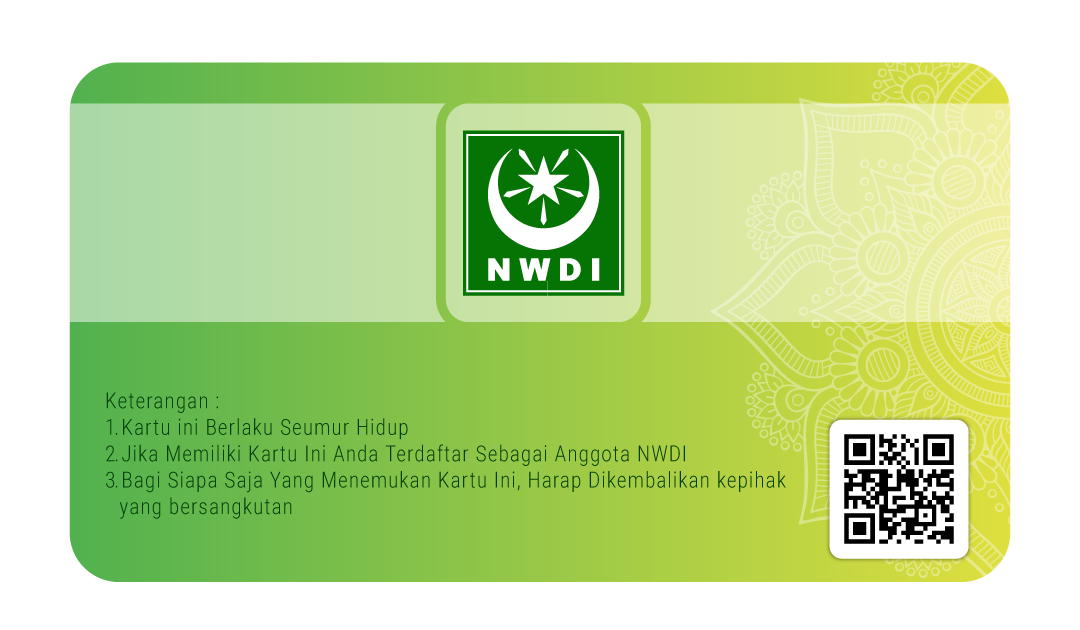 NWDI
Keterangan :
1.Kartu ini Berlaku Seumur Hidup
2.Jika Memiliki Kartu Ini Anda Terdaftar Sebagai Anggota NWDI
3.Bagi Siapa Saja Yang Menemukan Kartu Ini, Harap Dikembalikan kepihak
yang bersangkutan